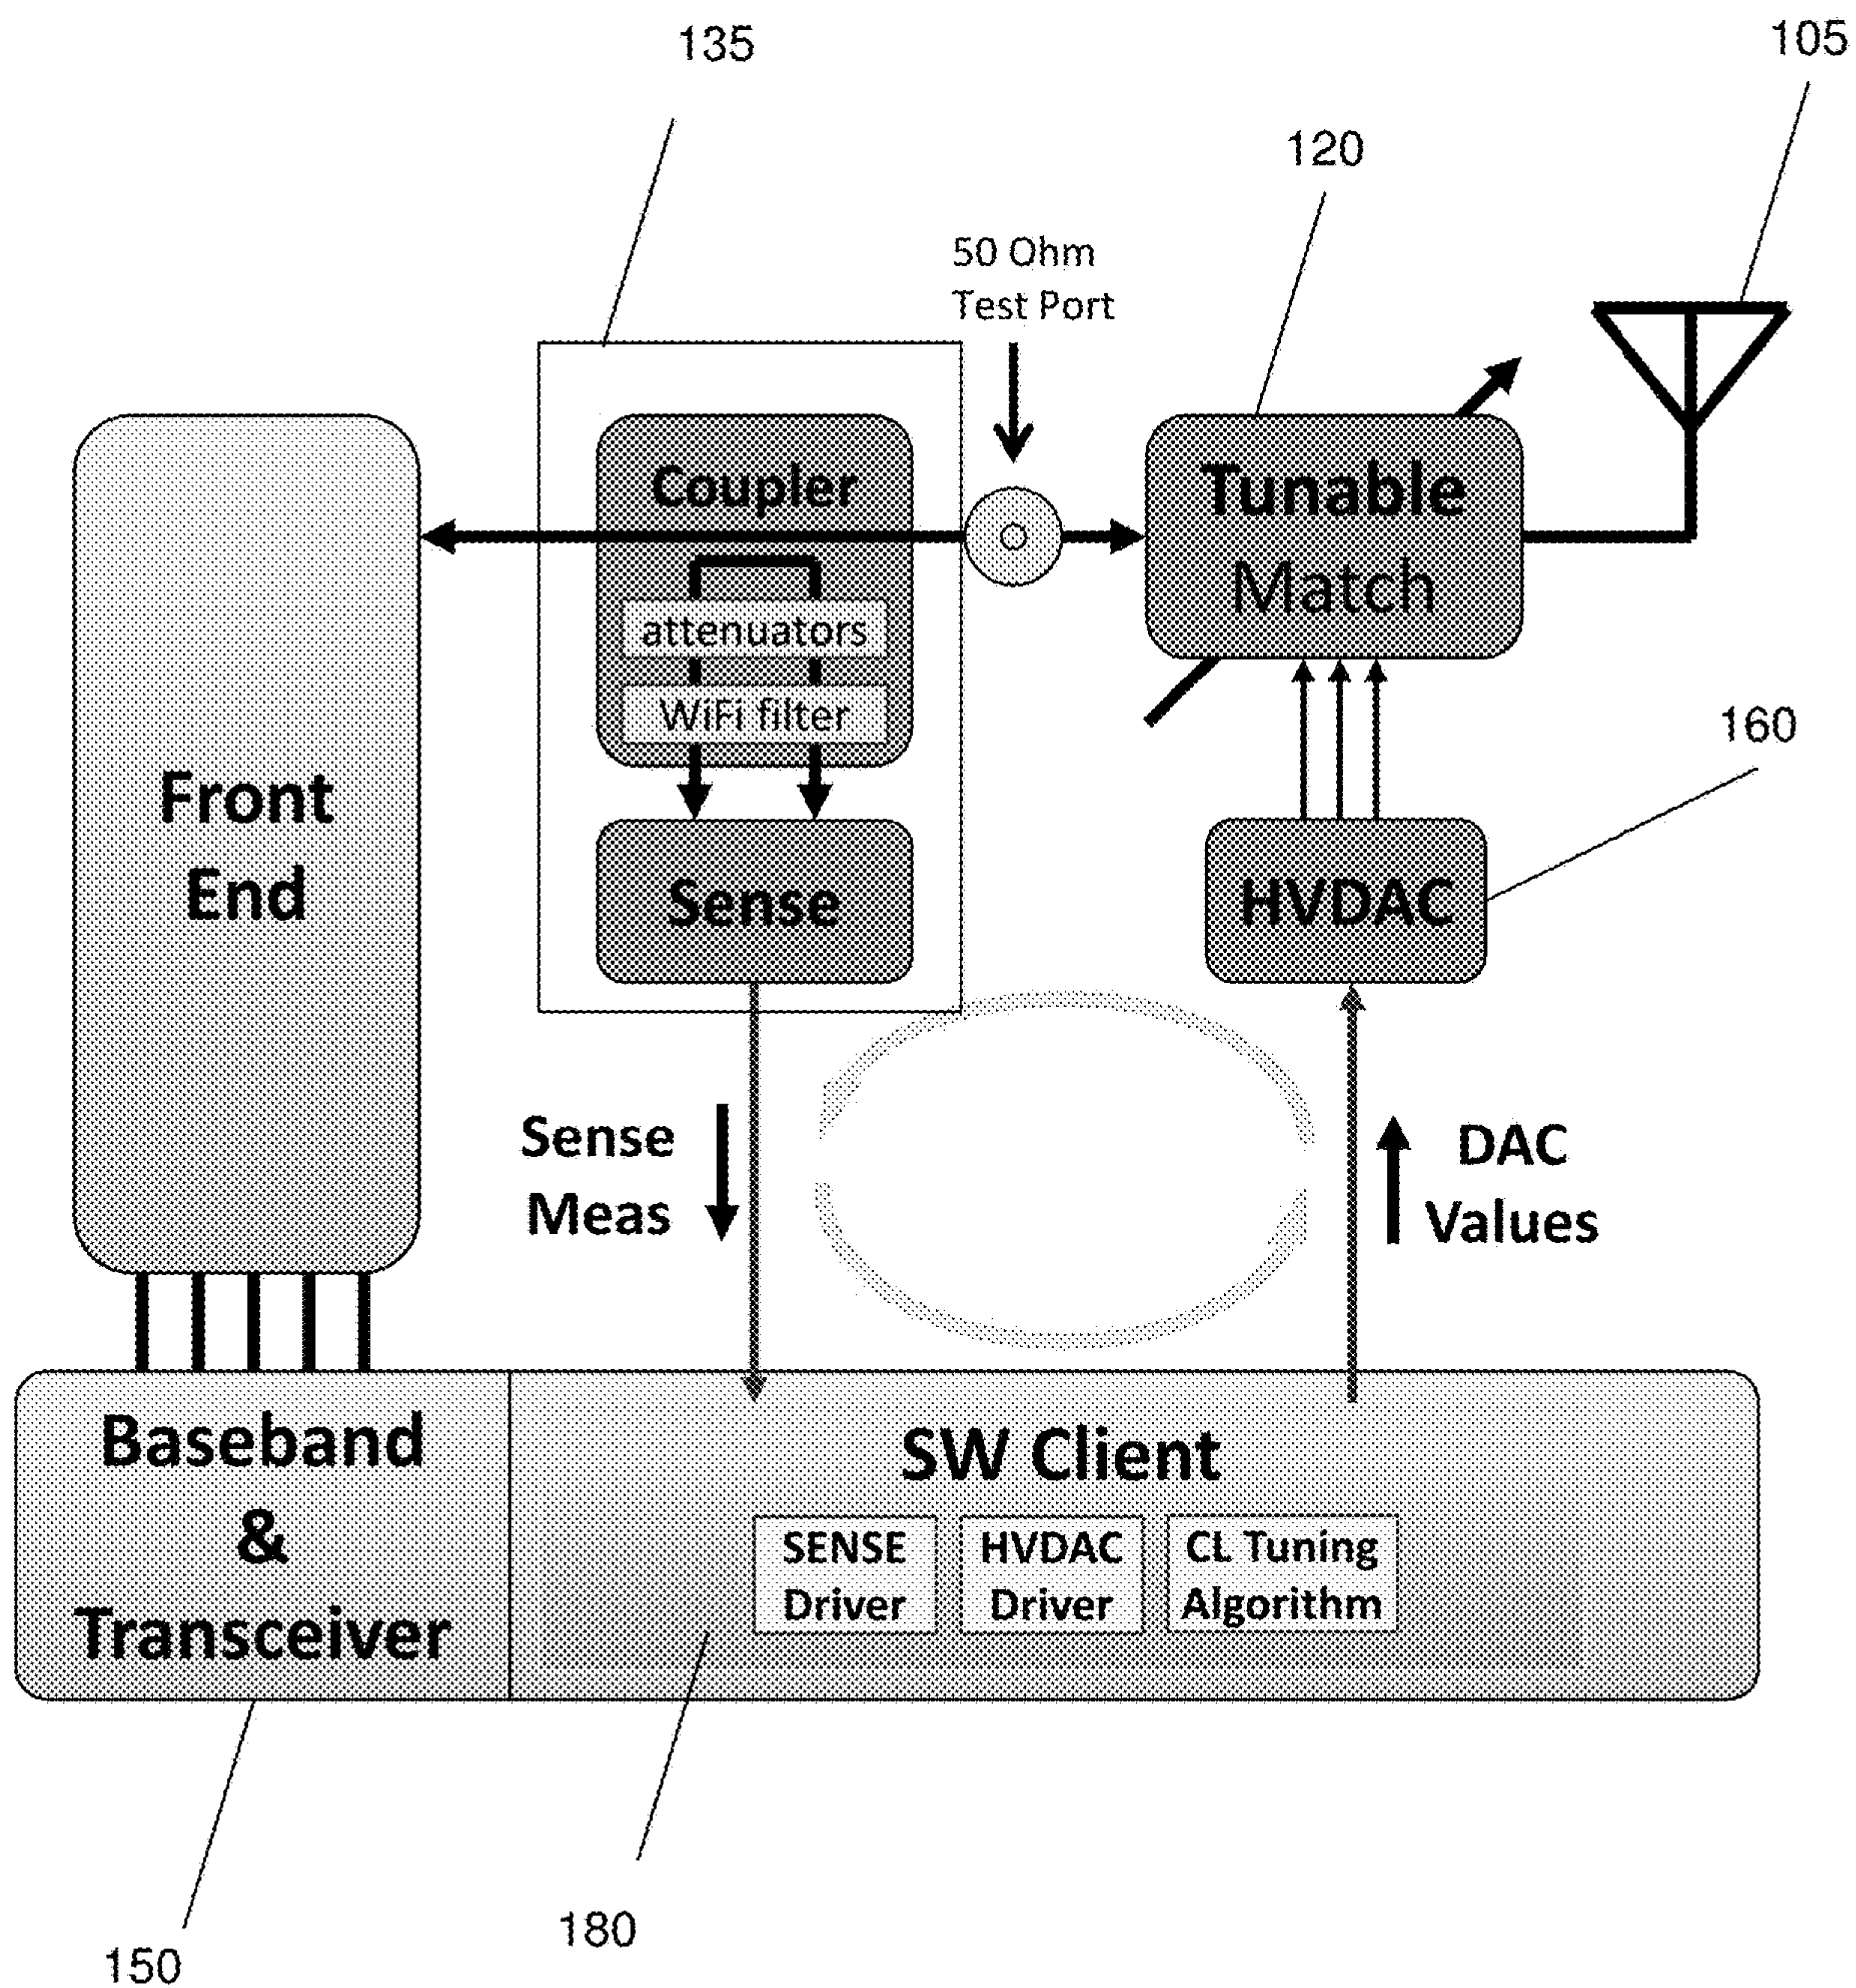 135
105
120
50 Ohm
Test Port
Coupler
attenuators
WiFi filter
Tunable
Match
160
Front
End
Sense
HVDAC
Sense
Meas
DAC
Values
Baseband
&
Transceiver
SW Client
SENSE
Driver
HVDAC
Driver
CL Tuning
Algorithm
180
150